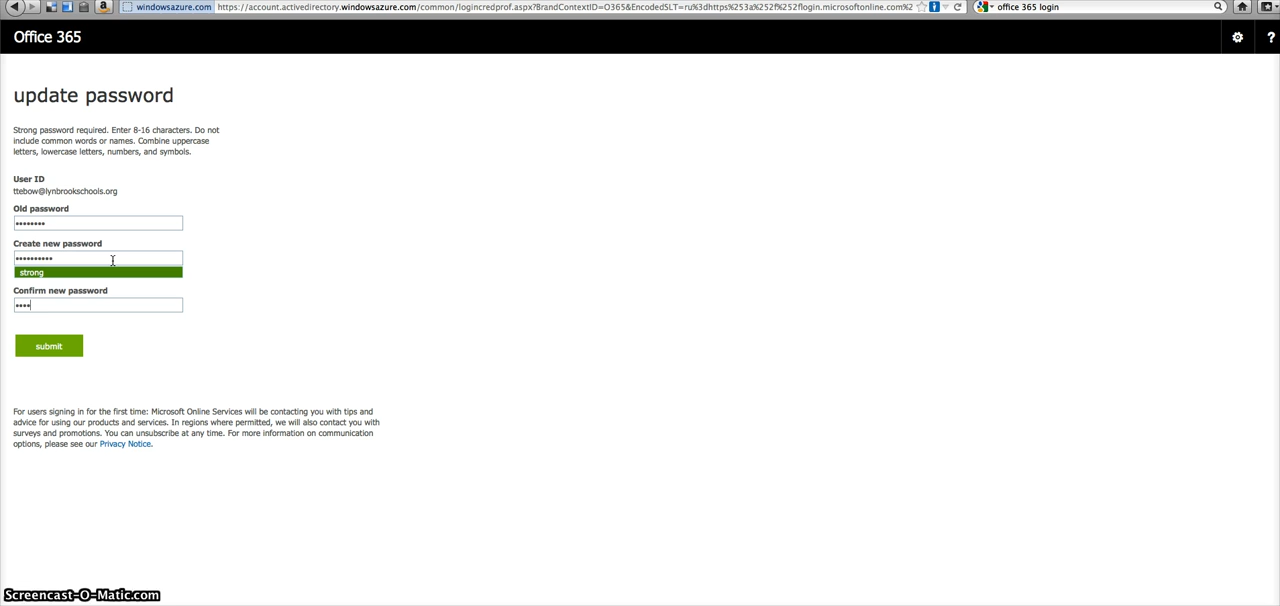 windowsazure.com https://account.activedirectory.windowsazure.com/common/logincredprof.aspx?BrandContextID=O365&EncodedSLT=ru%3dhttps%253a%252f%252flogin.microsoftonline.com%2 office 365 login
Office 365 ?
update password
Strong password required. Enter 8-16 characters. Do not
include common words or names. Combine uppercase
letters, lowercase letters, numbers, and symbols.
User ID
ttebow@lynbrookschools.org
Old password
••••••••
Create new password
••••••••••
strong
Confirm new password
••••
submit
For users signing in for the first time: Microsoft Online Services will be contacting you with tips and
advice for using our products and services. In regions where permitted, we will also contact you with
surveys and promotions. You can unsubscribe at any time. For more information on communication
options, please see our Privacy Notice.
Screencast-O-Matic.com